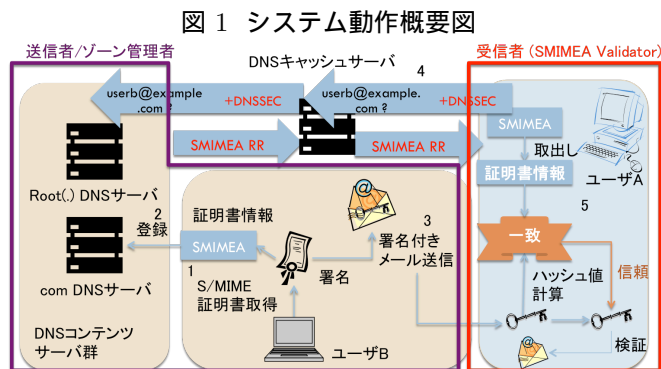 図 1 システム動作概要図
送信者/ゾーン管理者
受信者 (SMIMEA Validator)
DNSキャッシュサーバ
4
userb@example
.com ?
+DNSSEC
userb@example.
com ?
+DNSSEC
SMIMEA RR
SMIMEA RR
SMIMEA
取出し
ユーザA
証明書情報
5
一致
信頼
ハッシュ値
計算
検証
Root(.) DNSサーバ
2
登録
com DNSサーバ
DNSコンテンツ
サーバ群
証明書情報
SMIMEA
1
S/MIME
証明書取得
署名
3
署名付き
メール送信
ユーザB